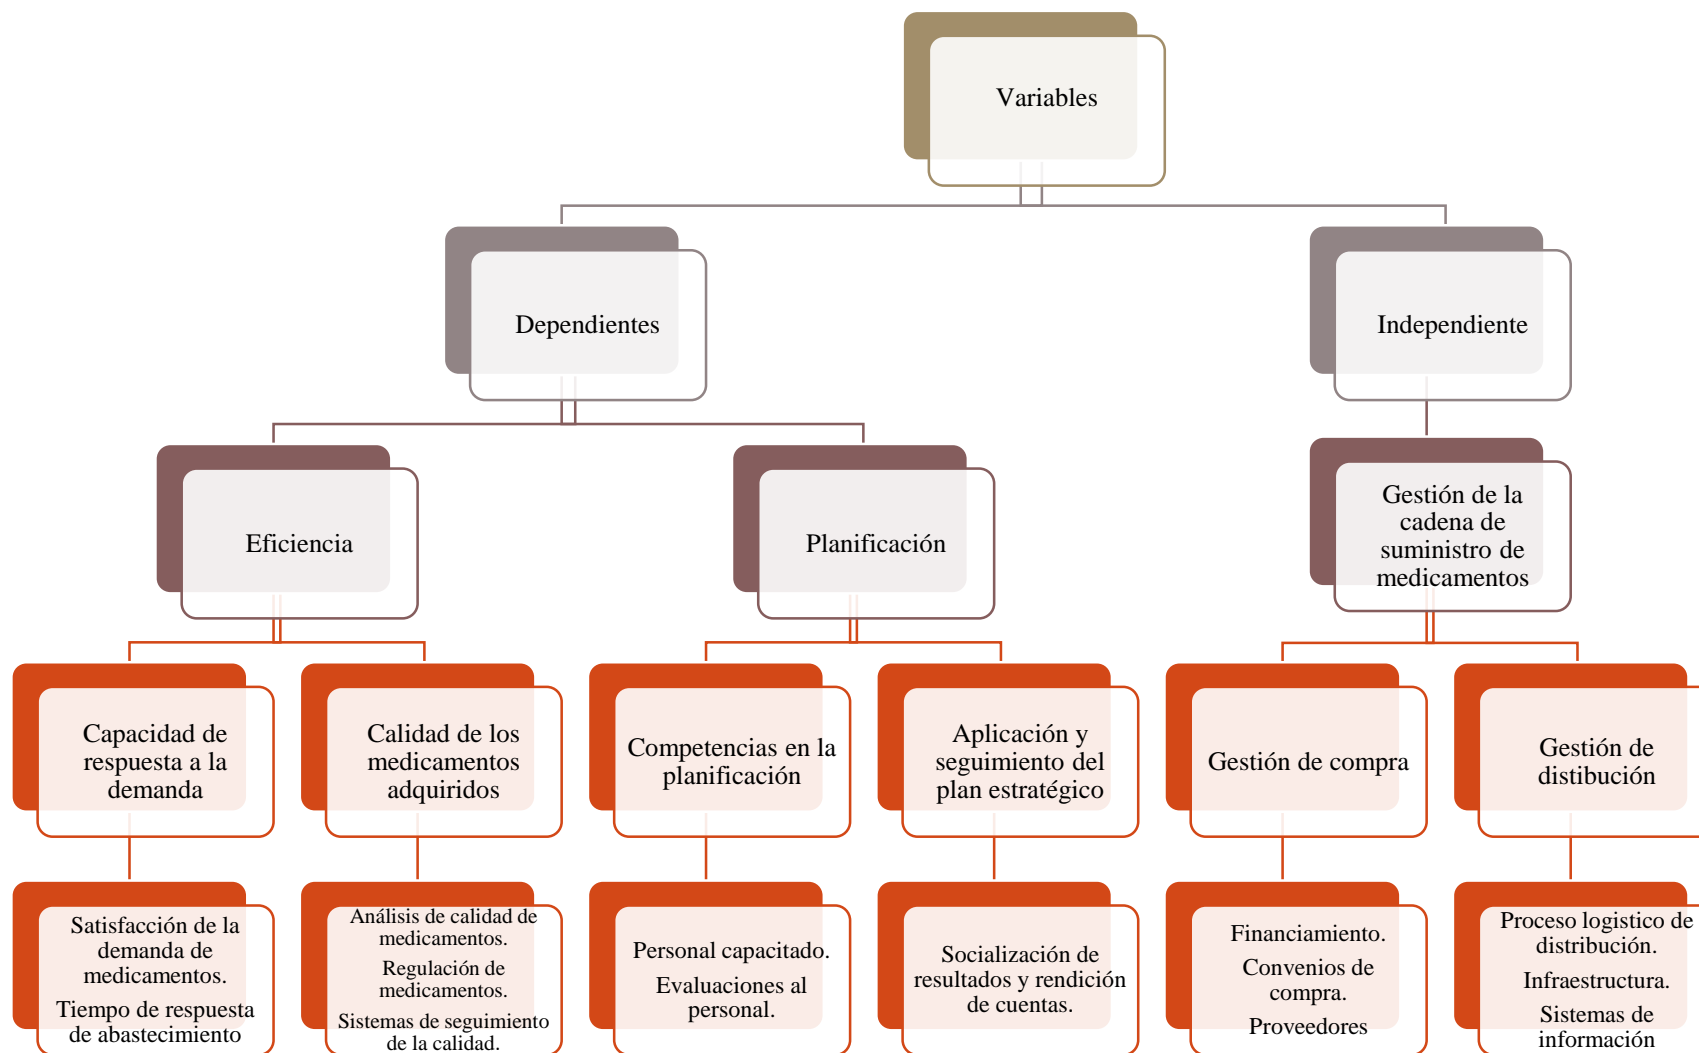 Variables
Dependientes
Independiente
Eficiencia
Planificación
Gestión de la
cadena de
suministro de
medicamentos
Capacidad de
respuesta a la
demanda
Calidad de los
medicamentos
adquiridos
Competencias en la
planificación
Aplicación y
seguimiento del
plan estratégico
Gestión de compra
Gestión de
distibución
Satisfacción de la
demanda de
medicamentos.
Tiempo de respuesta
de abastecimiento
Análisis de calidad de
medicamentos.
Regulación de
medicamentos.
Sistemas de seguimiento
de la calidad.
Personal capacitado.
Evaluaciones al
personal.
Socialización de
resultados y rendición
de cuentas.
Financiamiento.
Convenios de
compra.
Proveedores
Proceso logistico de
distribución.
Infraestructura.
Sistemas de
información